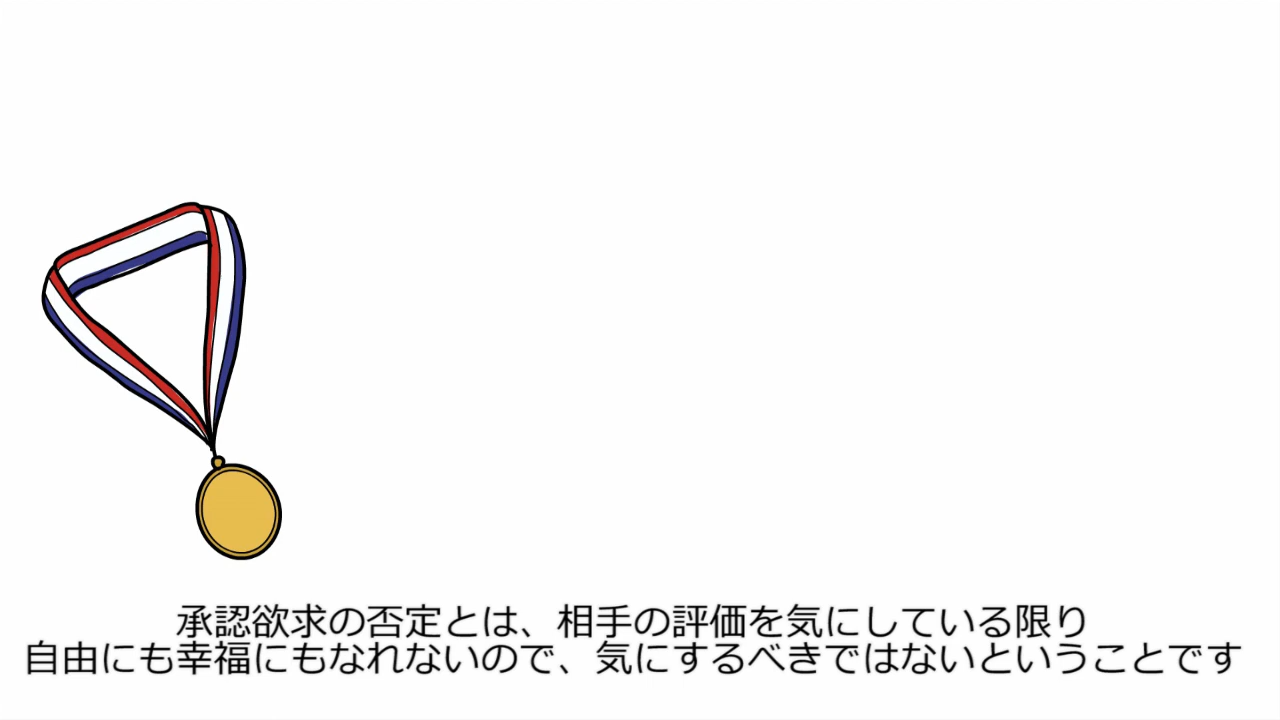 承認欲求の否定とは、相手の評価を気にしている限り
自由にも幸福にもなれないので、気にするべきではないということです